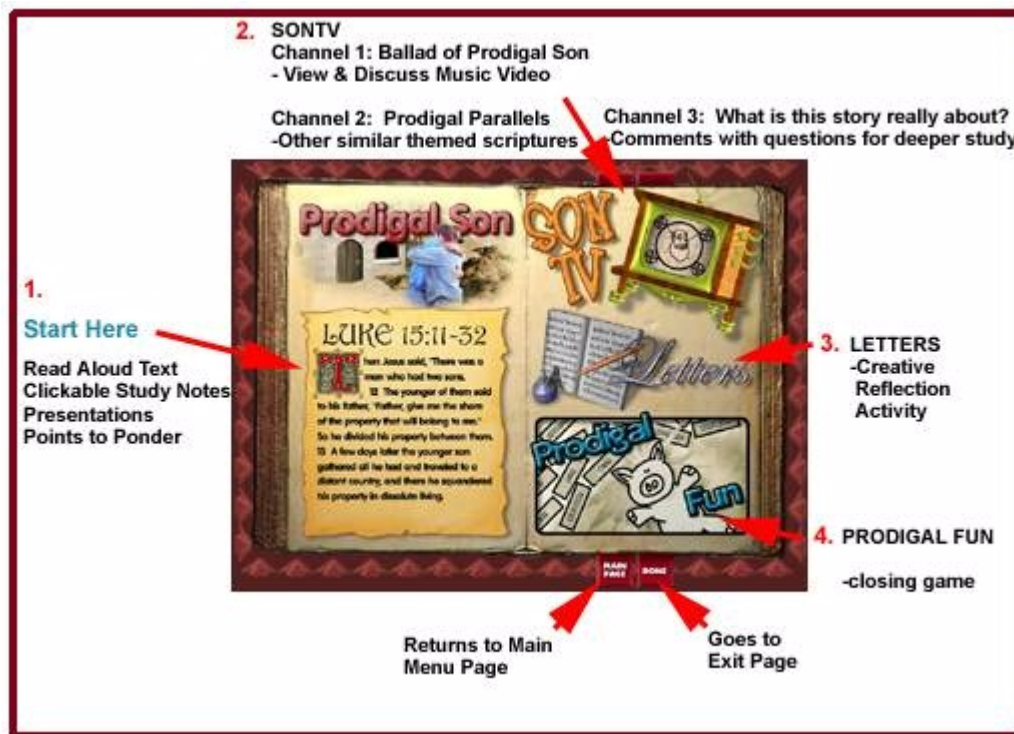 2. SONTV
Channel 1: Ballad of Prodigal Son
- View & Discuss Music Video
Channel 2: Prodigal Parallels
-Other similar themed scriptures
Channel 3: What is this story really about?
-Comments with questions for deeper study
1.
Start Here
Read Aloud Text
Clickable Study Notes
Presentations
Points to Ponder
Prodigal Son
LUKE 15:11-32
Then Jesus said, "There was a
man who had two sons.
12 The younger of them said
to his father, 'Father, give me the share
of the property that will belong to me.'
So he divided his property between them.
13 A few days later the younger son
gathered all he had and traveled to a
distant country, and there he squandered
his property in dissolute living.
SON
TV
Letters
Prodigal
Fun
3. LETTERS
-Creative
Reflection
Activity
4. PRODIGAL FUN
-closing game
MAIN
PAGE
DONE
Returns to Main
Menu Page
Goes to
Exit Page